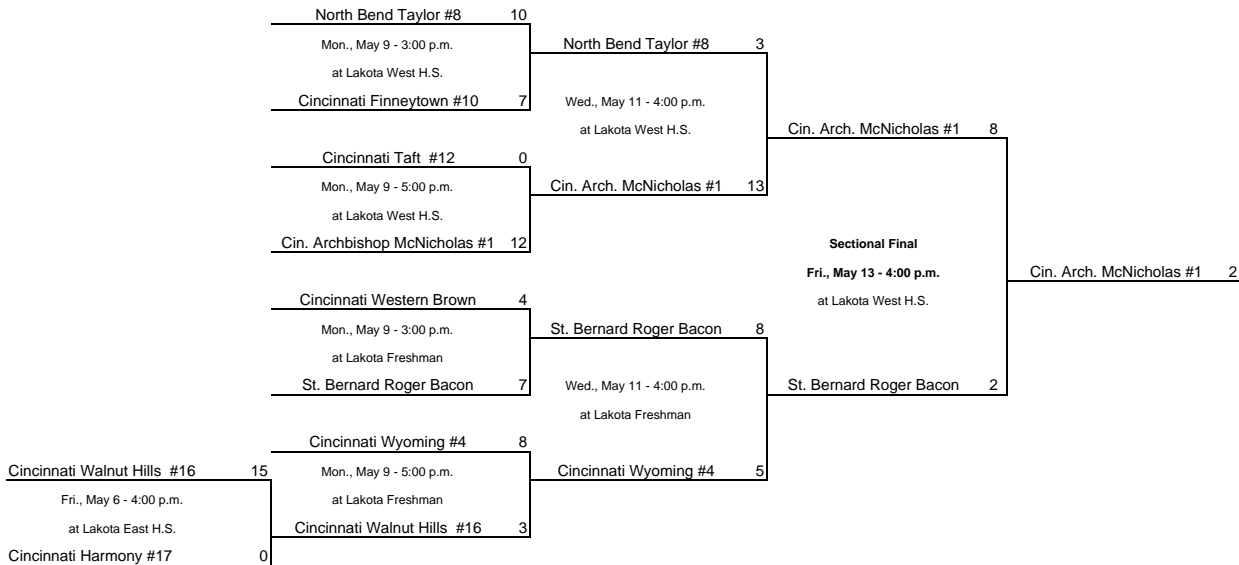 North Bend Taylor #8 10
Mon., May 9 - 3:00 p.m.
at Lakota West H.S.
Cincinnati Finneytown #10 7
North Bend Taylor #8 3
Wed., May 11 - 4:00 p.m.
at Lakota West H.S.
Cin. Arch. McNicholas #1 13
Cincinnati Taft #12 0
Mon., May 9 - 5:00 p.m.
at Lakota West H.S.
Cin. Archbishop McNicholas #1 12
Cin. Arch. McNicholas #1 8
Sectional Final
Fri., May 13 - 4:00 p.m.
at Lakota West H.S.
St. Bernard Roger Bacon 2
Cin. Arch. McNicholas #1 2
Cincinnati Western Brown 4
Mon., May 9 - 3:00 p.m.
at Lakota Freshman
St. Bernard Roger Bacon 7
St. Bernard Roger Bacon 8
Wed., May 11 - 4:00 p.m.
at Lakota Freshman
Cincinnati Wyoming #4 5
Cincinnati Wyoming #4 8
Mon., May 9 - 5:00 p.m.
at Lakota Freshman
Cincinnati Walnut Hills #16 3
Cincinnati Walnut Hills #16 15
Fri., May 6 - 4:00 p.m.
at Lakota East H.S.
Cincinnati Harmony #17 0